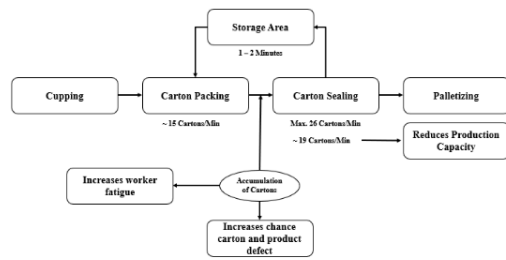 Storage Area
1 – 2 Minutes
Cupping
Carton Packing
Carton Sealing
Palletizing
~ 15 Cartons/Min
Max. 26 Cartons/Min
~ 19 Cartons/Min
Reduces Production
Capacity
Increases worker
fatigue
Accumulation
of Cartons
Increases chance
carton and product
defect